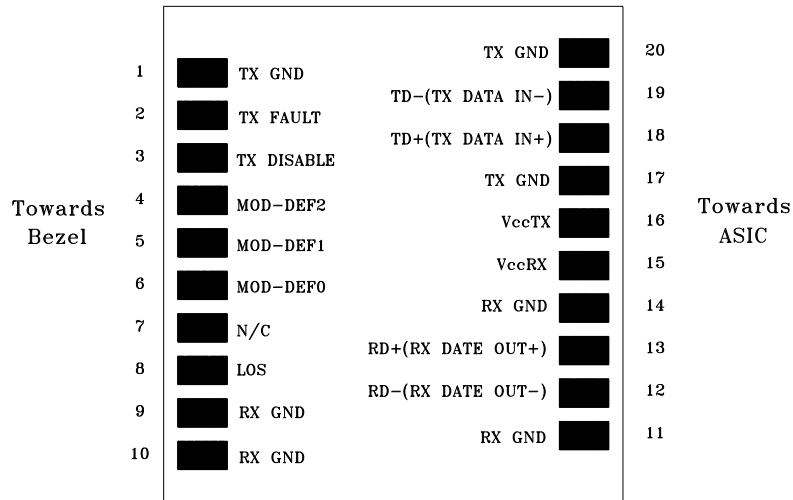 1 TX GND
2 TX FAULT
3 TX DISABLE
4 MOD-DEF2
5 MOD-DEF1
6 MOD-DEF0
7 N/C
8 LOS
9 RX GND
10 RX GND
Towards
Bezel
TX GND 20
TD-(TX DATA IN-) 19
TD+(TX DATA IN+) 18
TX GND 17
VccTX 16
VccRX 15
RX GND 14
RD+(RX DATE OUT+) 13
RD-(RX DATE OUT-) 12
RX GND 11
Towards
ASIC